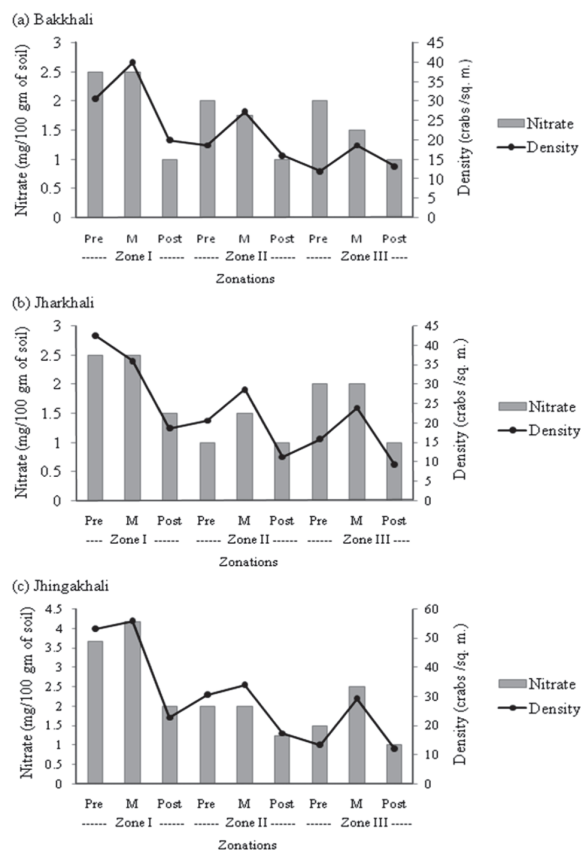 (a) Bakkhali
Nitrate (mg/100 gm of soil)
3
2.5
2
1.5
1
0.5
0
45
40
35
30
25
20
15
10
5
0
Density (crabs /sq. m.)
Nitrate
Density
Pre M Post Pre M Post Pre M Post
------ Zone I ------ ------ Zone II ------ ------ Zone III ----
Zonations
(b) Jharkhali
Nitrate (mg/100 gm of soil)
3
2.5
2
1.5
1
0.5
0
45
40
35
30
25
20
15
10
5
0
Density (crabs /sq. m.)
Nitrate
Density
Pre M Post Pre M Post Pre M Post
---- Zone I ------ ------ Zone II ------ ------ Zone III ----
Zonations
(c) Jhingakhali
Nitrate (mg/100 gm of soil)
4.5
4
3.5
3
2.5
2
1.5
1
0.5
0
60
50
40
30
20
10
0
Density (crabs /sq. m.)
Nitrate
Density
Pre M Post Pre M Post Pre M Post
------ Zone I ------ ------ Zone II ------ ------ Zone III ----
Zonations